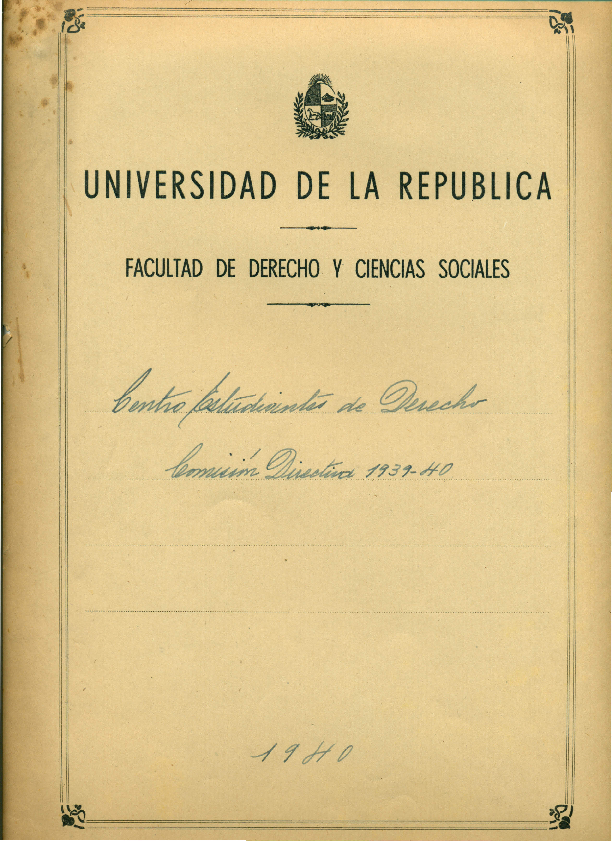 UNIVERSIDAD DE LA REPUBLICA
FACULTAD DE DERECHO Y CIENCIAS SOCIALES
Centro Estudiantes de Derecho
Comisión Directiva 1939-40
1940